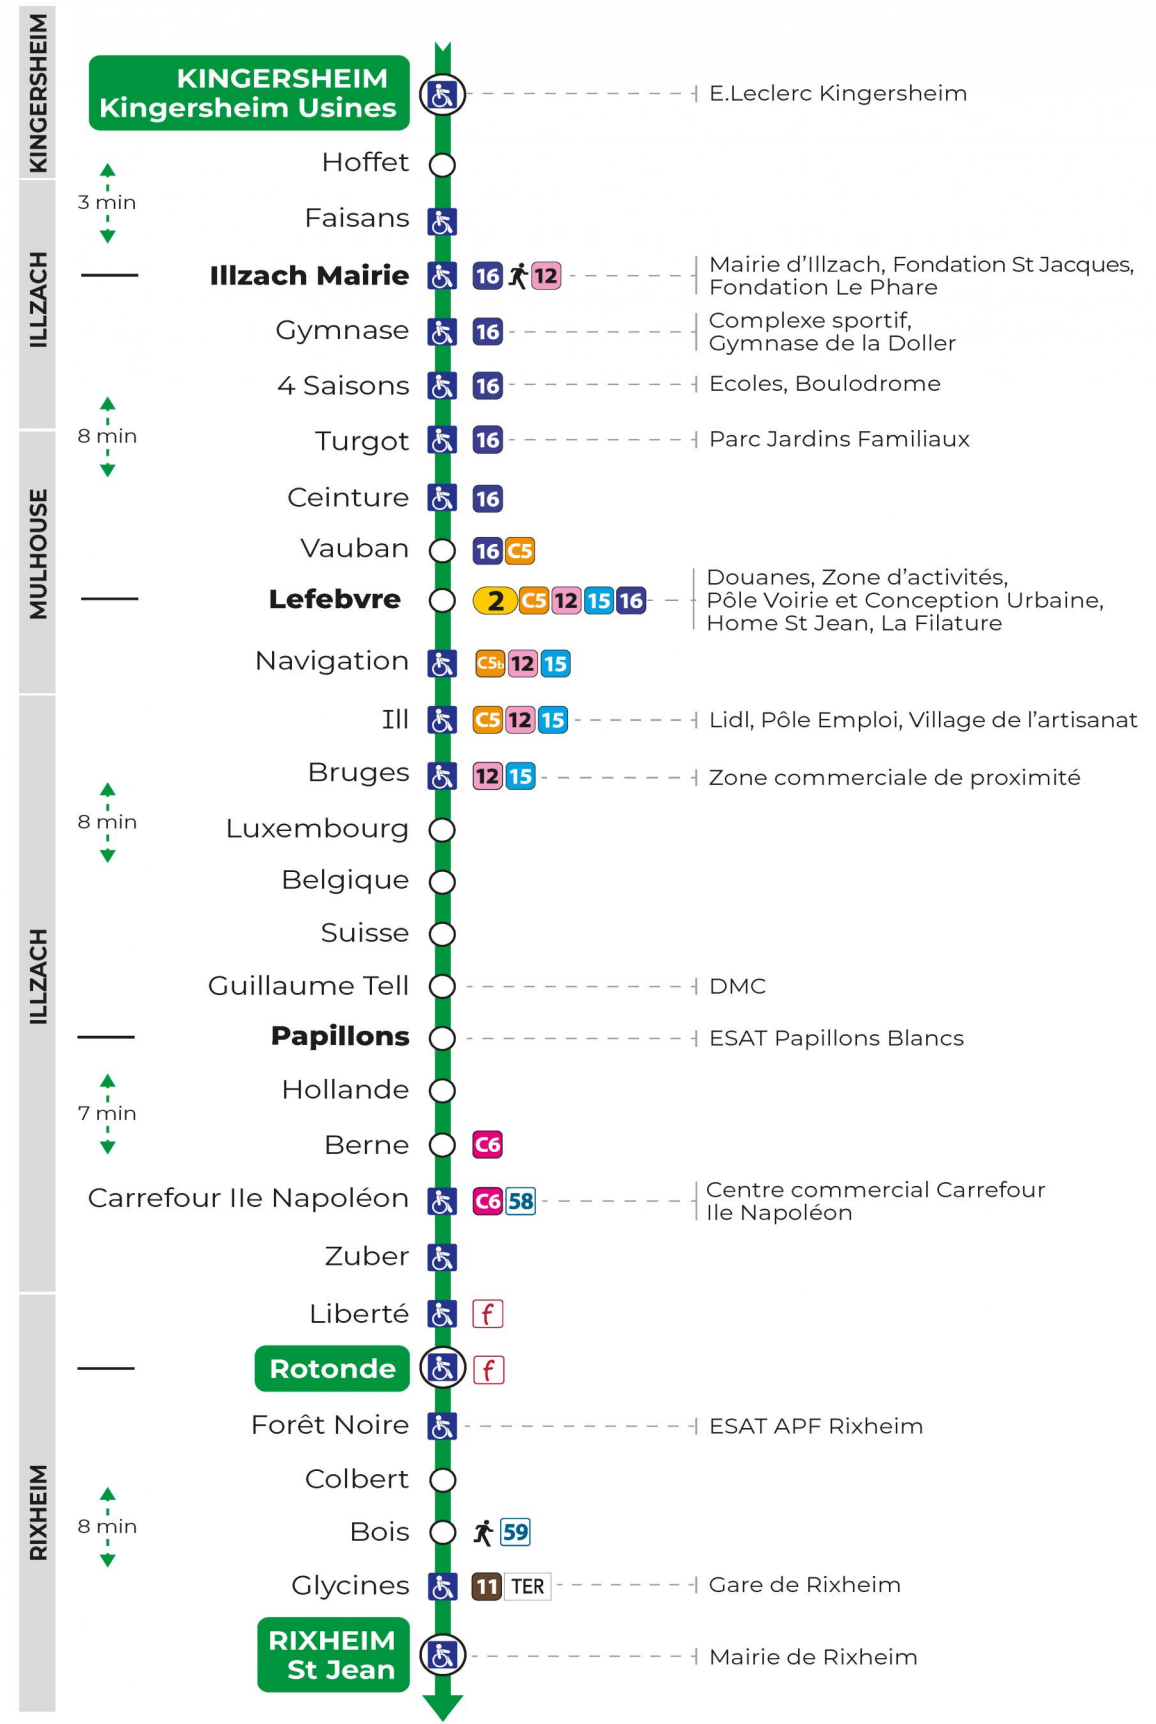 KINGERSHEIM
KINGERSHEIM
Kingersheim Usines
E.Leclerc Kingersheim
Hoffet
3 min
Faisans
ILLZACH
Illzach Mairie 16 12
Mairie d’Illzach, Fondation St Jacques,
Fondation Le Phare
Gymnase 16
Complexe sportif,
Gymnase de la Doller
4 Saisons 16 Ecoles, Boulodrome
8 min
Turgot 16 Parc Jardins Familiaux
MULHOUSE
Ceinture 16
Vauban 16 C5
Lefebvre 2 C5 12 15 16
Douanes, Zone d’activités,
Pôle Voirie et Conception Urbaine,
Home St Jean, La Filature
Navigation C5b 12 15
Ill C5 12 15 Lidl, Pôle Emploi, Village de l’artisanat
Bruges 12 15 Zone commerciale de proximité
8 min
Luxembourg
Belgique
Suisse
ILLZACH
Guillaume Tell DMC
Papillons ESAT Papillons Blancs
Hollande
7 min
Berne C6
Carrefour Ile Napoléon C6 58
Centre commercial Carrefour
Ile Napoléon
Zuber
Liberté f
Rotonde f
Forêt Noire ESAT APF Rixheim
Colbert
RIXHEIM
8 min
Bois 59
Glycines 11 TER Gare de Rixheim
RIXHEIM
St Jean
Mairie de Rixheim